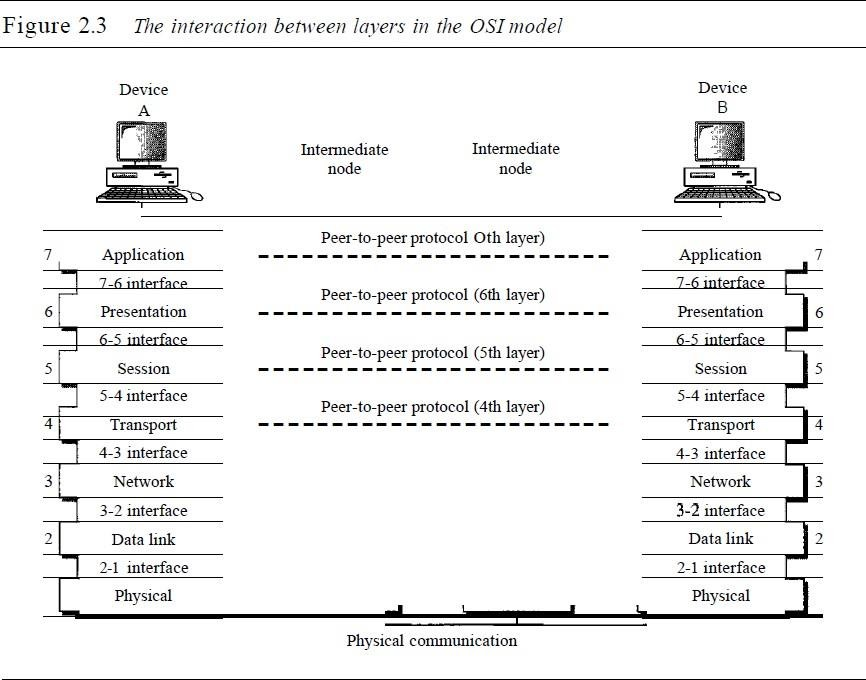 Figure 2.3 The interaction between layers in the OSI model
Device
A
Device
B
Intermediate
node
Intermediate
node
7 Application
Peer-to-peer protocol Oth layer)
Application 7
7-6 interface
7-6 interface
6 Presentation
Peer-to-peer protocol (6th layer)
Presentation 6
6-5 interface
6-5 interface
5 Session
Peer-to-peer protocol (5th layer)
Session 5
5-4 interface
5-4 interface
4 Transport
Peer-to-peer protocol (4th layer)
Transport 4
4-3 interface
4-3 interface
3 Network
Network 3
3-2 interface
3-2 interface
2 Data link
Data link 2
2-1 interface
2-1 interface
Physical
Physical
Physical communication